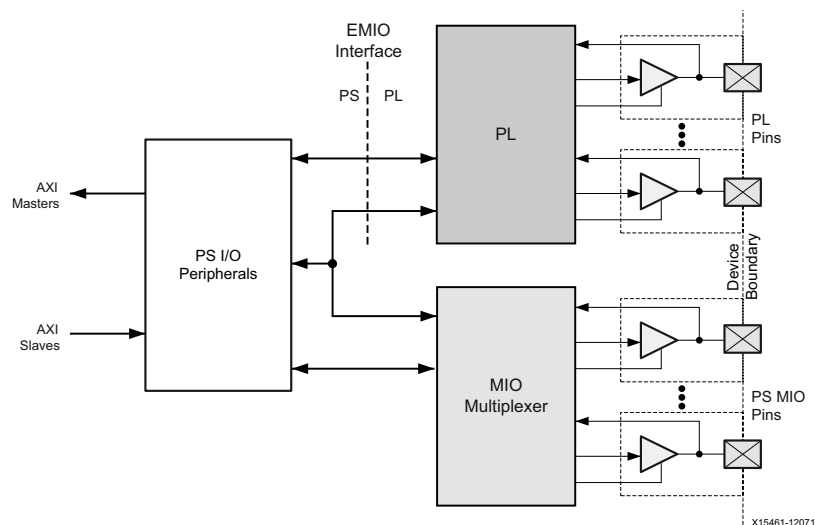 EMIO
Interface
PS
PL
PL
PL
Pins
AXI
Masters
PS I/O
Peripherals
AXI
Slaves
Device
Boundary
MIO
Multiplexer
PS MIO
Pins
X15461-12071